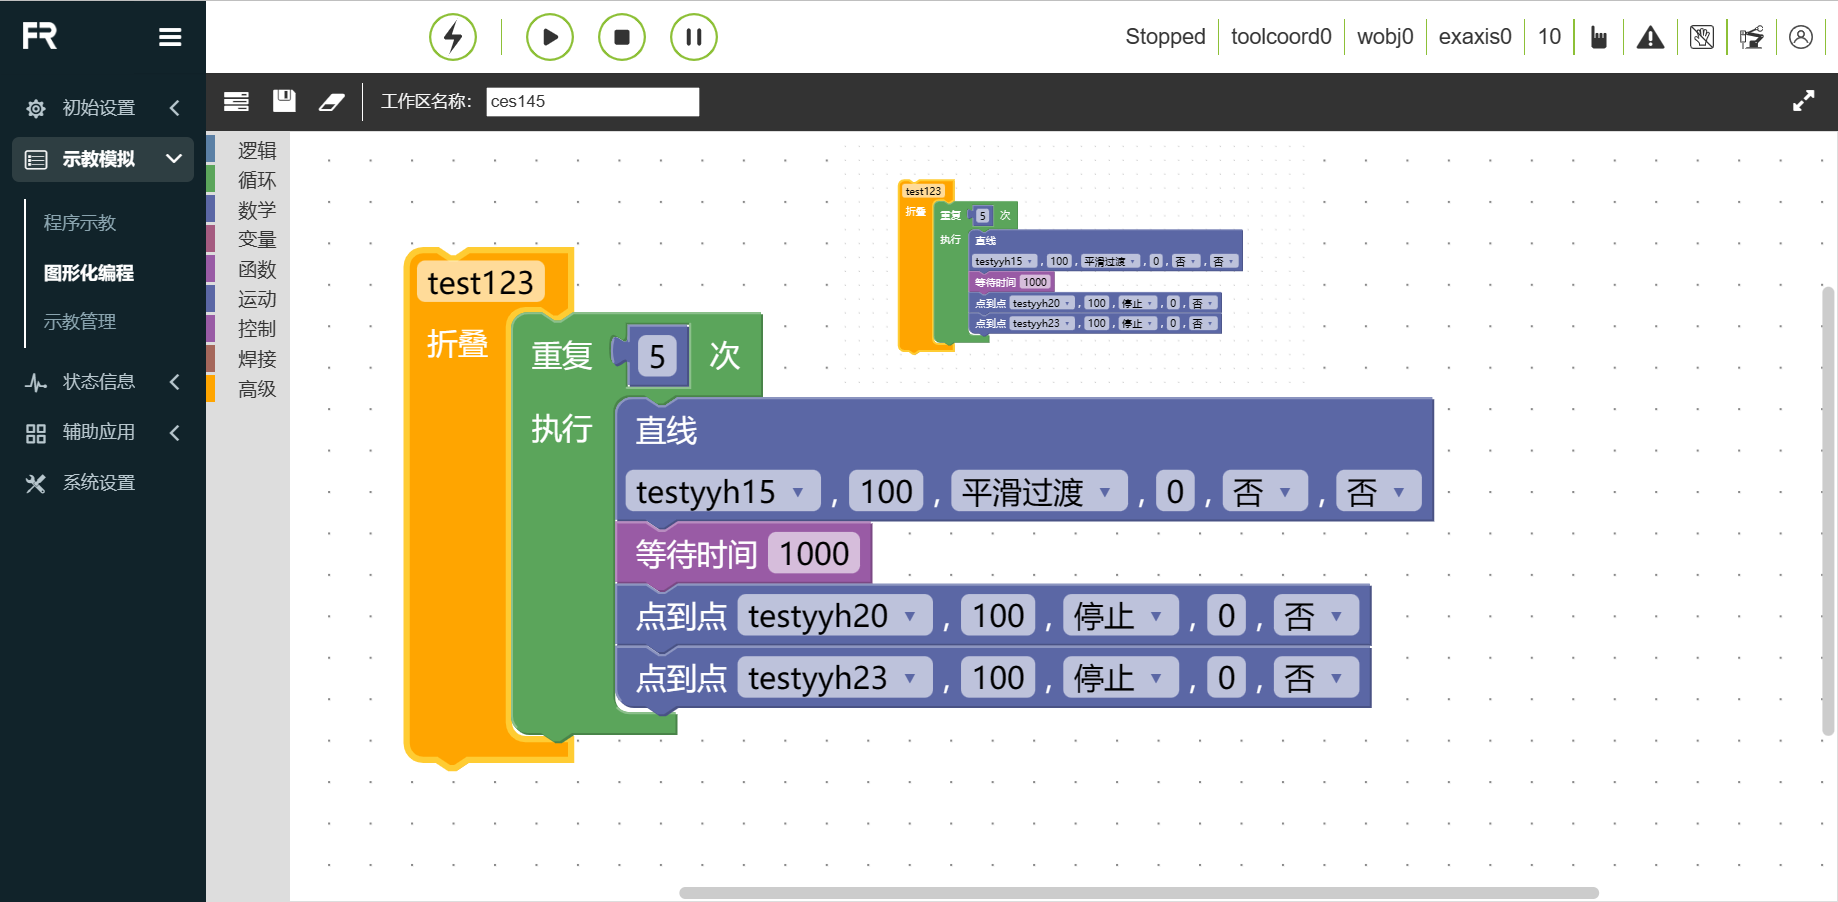 FR
Stopped
toolcoord0
wobj0
exaxis0
10
初始设置
示教模拟
程序示教
图形化编程
示教管理
状态信息
辅助应用
系统设置
工作区名称:
ces145
逻辑
循环
数学
变量
函数
运动
控制
焊接
高级
test123
折叠
重复 5 次
执行
直线
testyyh15 , 100 , 平滑过渡 , 0 , 否 , 否
等待时间 1000
点到点 testyyh20 , 100 , 停止 , 0 , 否
点到点 testyyh23 , 100 , 停止 , 0 , 否
test123
折叠
重复 5 次
执行
直线
testyyh15 , 100 , 平滑过渡 , 0 , 否 , 否
等待时间 1000
点到点 testyyh20 , 100 , 停止 , 0 , 否
点到点 testyyh23 , 100 , 停止 , 0 , 否